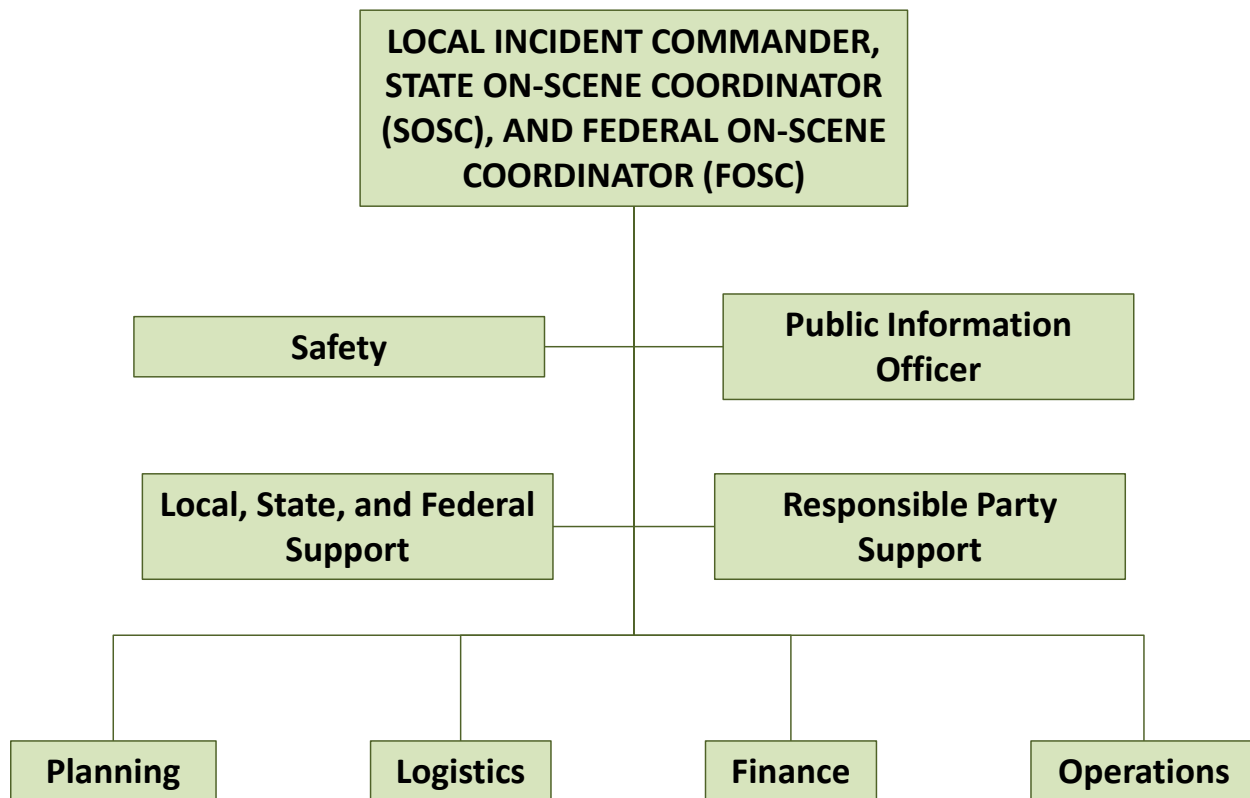 LOCAL INCIDENT COMMANDER,
STATE ON-SCENE COORDINATOR
(SOSC), AND FEDERAL ON-SCENE
COORDINATOR (FOSC)
Safety
Public Information
Officer
Local, State, and Federal
Support
Responsible Party
Support
Planning
Logistics
Finance
Operations